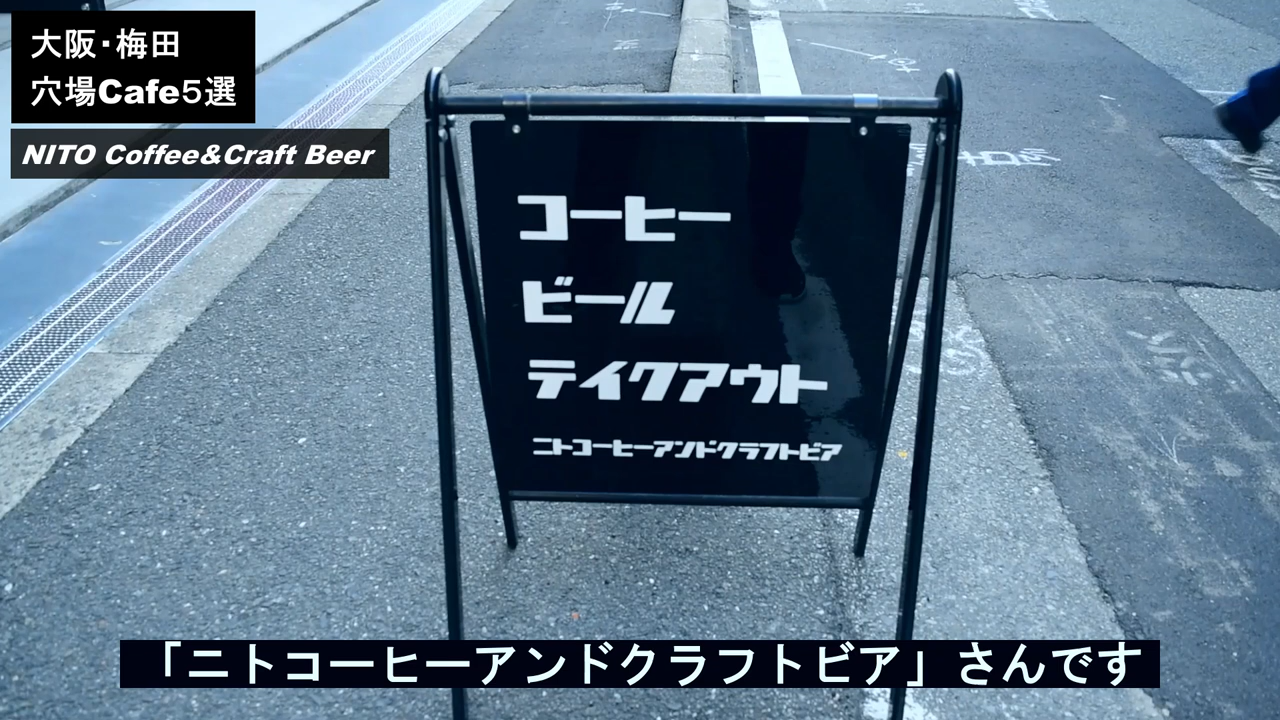 大阪・梅田
穴場Cafe５選
NITO Coffee&Craft Beer
コーヒー
ビール
テイクアウト
ニトコーヒーアンドクラフトビア
「ニトコーヒーアンドクラフトビア」さんです